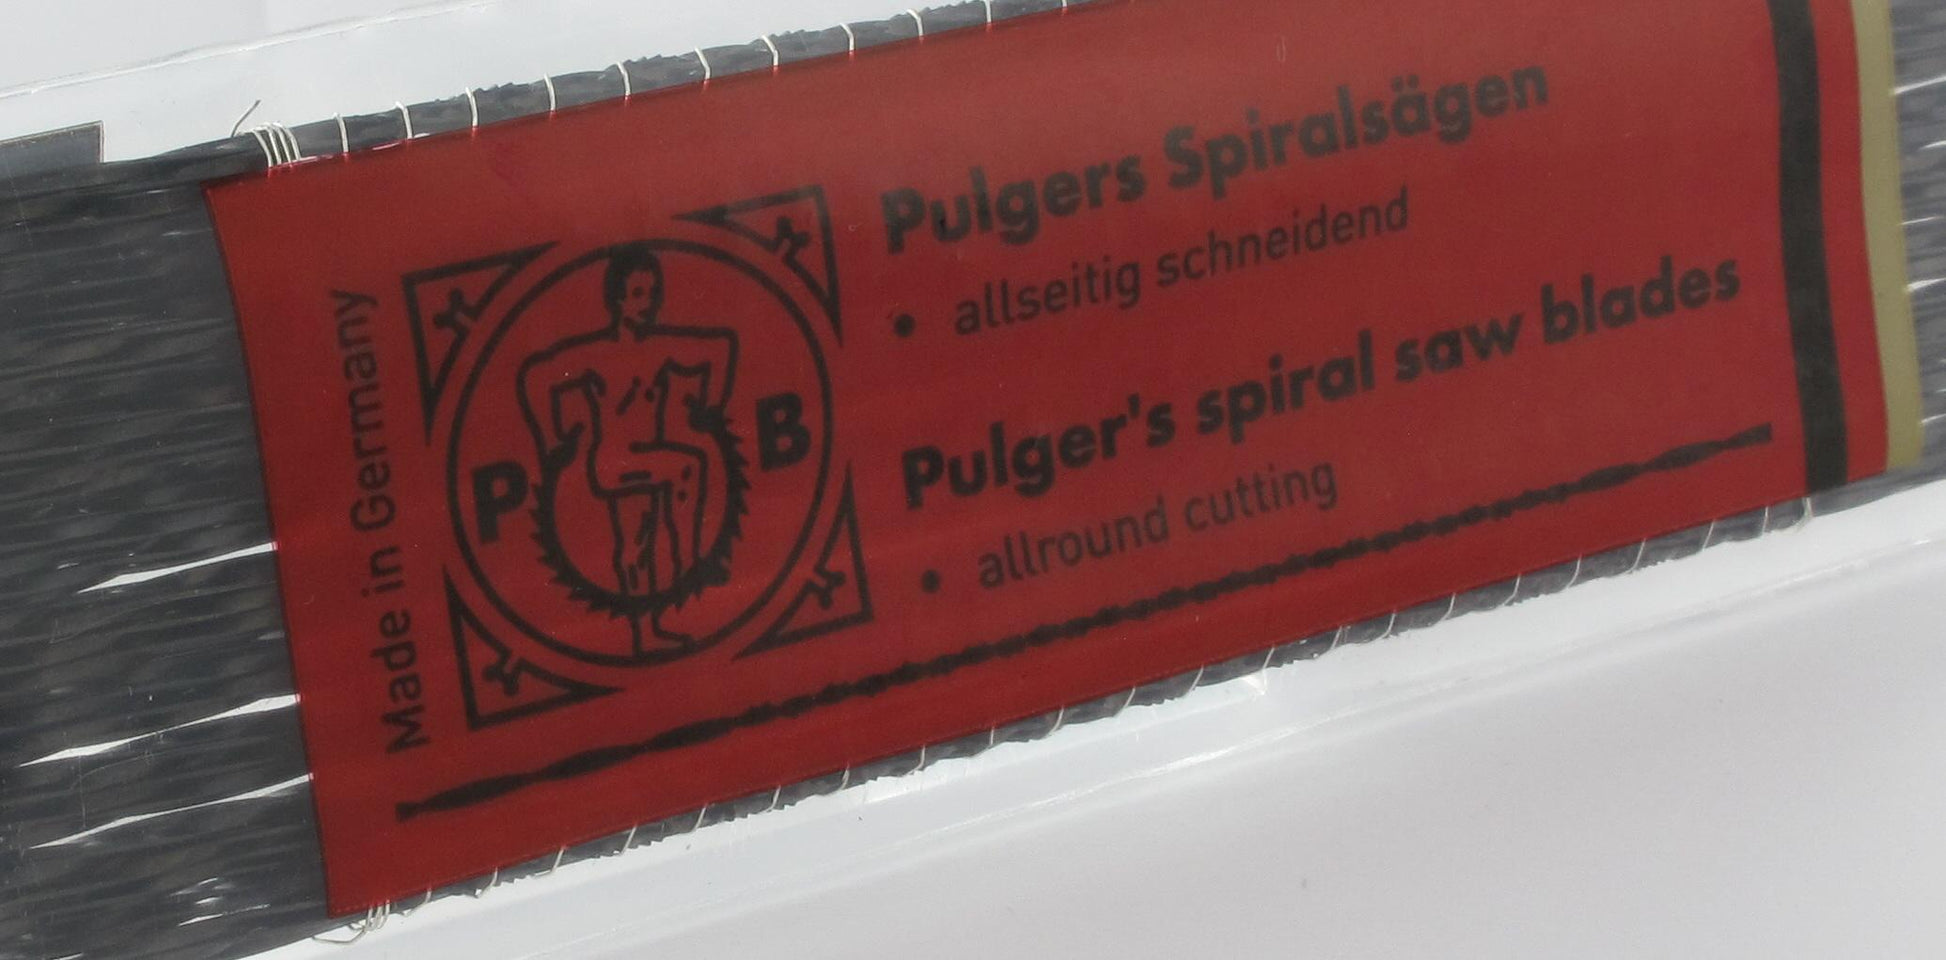 Made in Germany
P B
Pulgers Spiralsägen
• allseitig schneidend
Pulger's spiral saw blades
• allround cutting